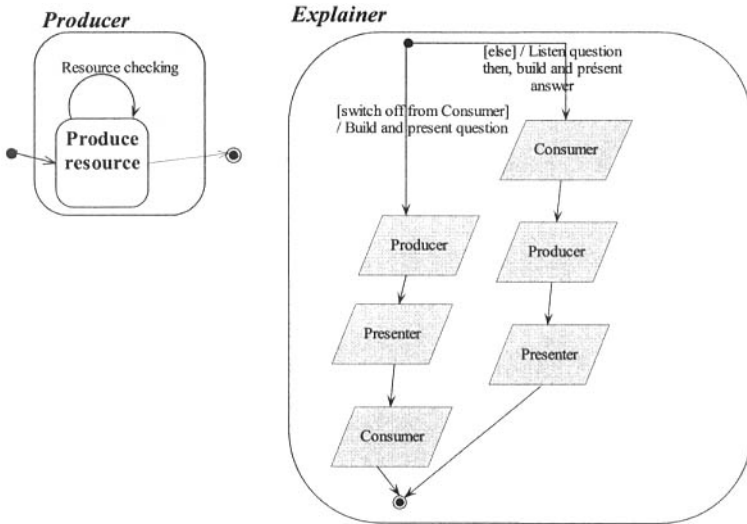 Producer
Resource checking
Produce
resource
Explainer
[else] / Listen question
then, build and présent
answer
[switch off from Consumer]
/ Build and present question
Consumer
Producer
Producer
Presenter
Presenter
Consumer